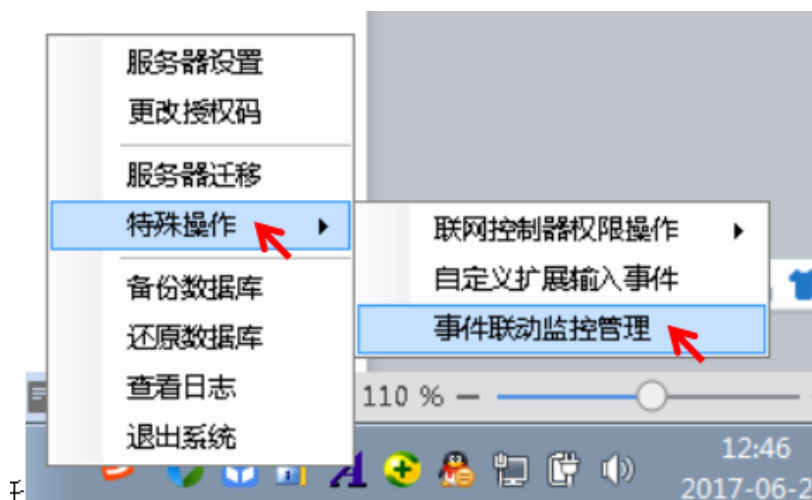 服务器设置
更改授权码
服务器迁移
特殊操作
备份数据库
还原数据库
查看日志
退出系统
联网控制器权限操作
自定义扩展输入事件
事件联动监控管理
110 %
12:46
2017-06-2